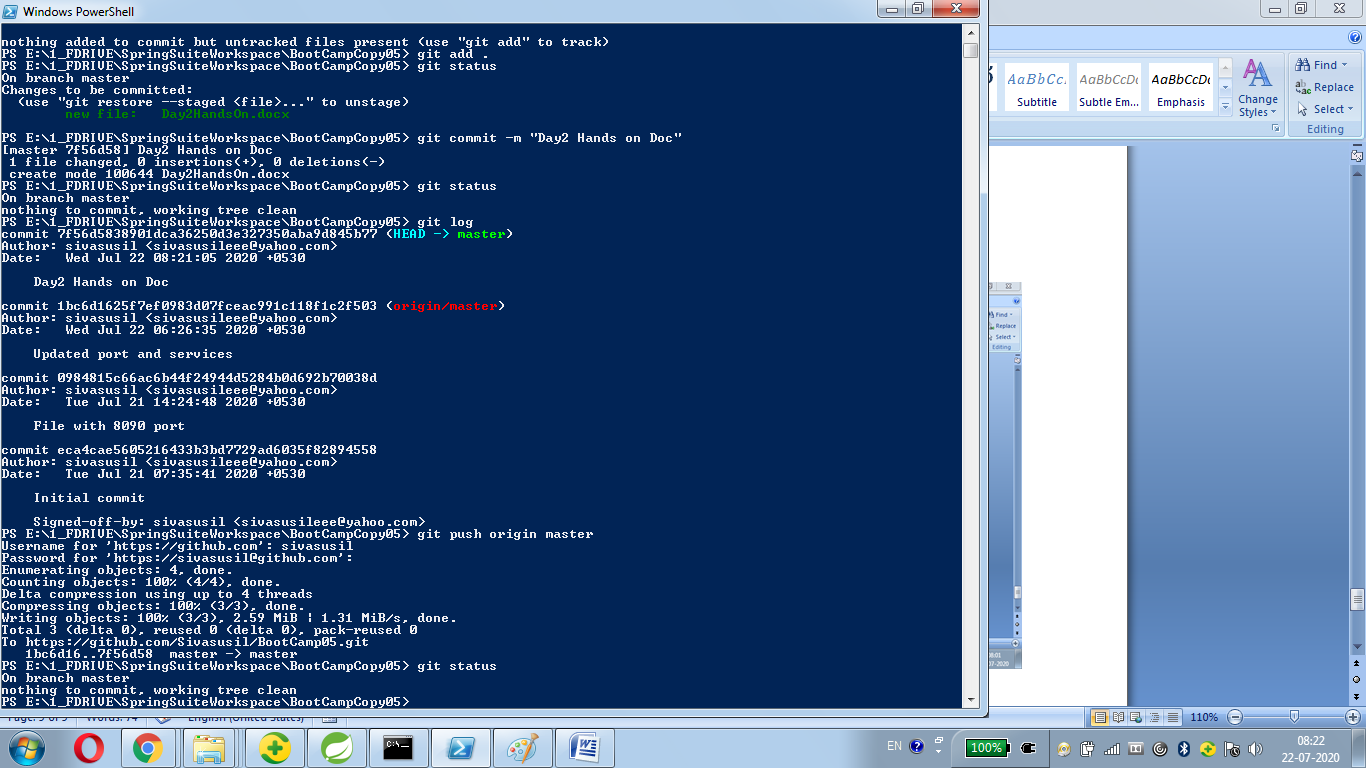 Windows PowerShell
nothing added to commit but untracked files present (use "git add" to track)
PS E:\1_FDRIVE\SpringSuiteWorkspace\BootCampCopy05> git add .
PS E:\1_FDRIVE\SpringSuiteWorkspace\BootCampCopy05> git status
On branch master
Changes to be committed:
  (use "git restore --staged <file>..." to unstage)
        new file:   Day2HandsOn.docx
PS E:\1_FDRIVE\SpringSuiteWorkspace\BootCampCopy05> git commit -m "Day2 Hands on Doc"
[master 7f56d58] Day2 Hands on Doc
 1 file changed, 0 insertions(+), 0 deletions(-)
 create mode 100644 Day2HandsOn.docx
PS E:\1_FDRIVE\SpringSuiteWorkspace\BootCampCopy05> git status
On branch master
nothing to commit, working tree clean
PS E:\1_FDRIVE\SpringSuiteWorkspace\BootCampCopy05> git log
commit 7f56d5838901dca36250d3e327350aba9d845b77 (HEAD -> master)
Author: sivasusil <sivasusileee@yahoo.com>
Date:   Wed Jul 22 08:21:05 2020 +0530
    Day2 Hands on Doc
commit 1bc6d1625f7ef0983d07fceac991c118f1c2f503 (origin/master)
Author: sivasusil <sivasusileee@yahoo.com>
Date:   Wed Jul 22 06:26:35 2020 +0530
    Updated port and services
commit 0984815c66ac6b44f24944d5284b0d692b70038d
Author: sivasusil <sivasusileee@yahoo.com>
Date:   Tue Jul 21 14:24:48 2020 +0530
    File with 8090 port
commit eca4cae5605216433b3bd7729ad6035f82894558
Author: sivasusil <sivasusileee@yahoo.com>
Date:   Tue Jul 21 07:35:41 2020 +0530
    Initial commit
    Signed-off-by: sivasusil <sivasusileee@yahoo.com>
PS E:\1_FDRIVE\SpringSuiteWorkspace\BootCampCopy05> git push origin master
Username for 'https://github.com': sivasusil
Password for 'https://sivasusil@github.com':
Enumerating objects: 4, done.
Counting objects: 100% (4/4), done.
Delta compression using up to 4 threads
Compressing objects: 100% (3/3), done.
Writing objects: 100% (3/3), 2.59 MiB | 1.31 MiB/s, done.
Total 3 (delta 0), reused 0 (delta 0), pack-reused 0
To https://github.com/Sivasusil/BootCamp05.git
   1bc6d16..7f56d58  master -> master
PS E:\1_FDRIVE\SpringSuiteWorkspace\BootCampCopy05> git status
On branch master
nothing to commit, working tree clean
PS E:\1_FDRIVE\SpringSuiteWorkspace\BootCampCopy05>
AaBbCc. AaBbCcDc AaBbCcDc
Subtitle Subtle Em... Emphasis
Change Styles
Find
Replace
Select
Editing
Find
Replace
Select
Editing
Page: 5 of 5 Words: 74 English (United States)
110%
C:\_
EN
100%
08:22
22-07-2020